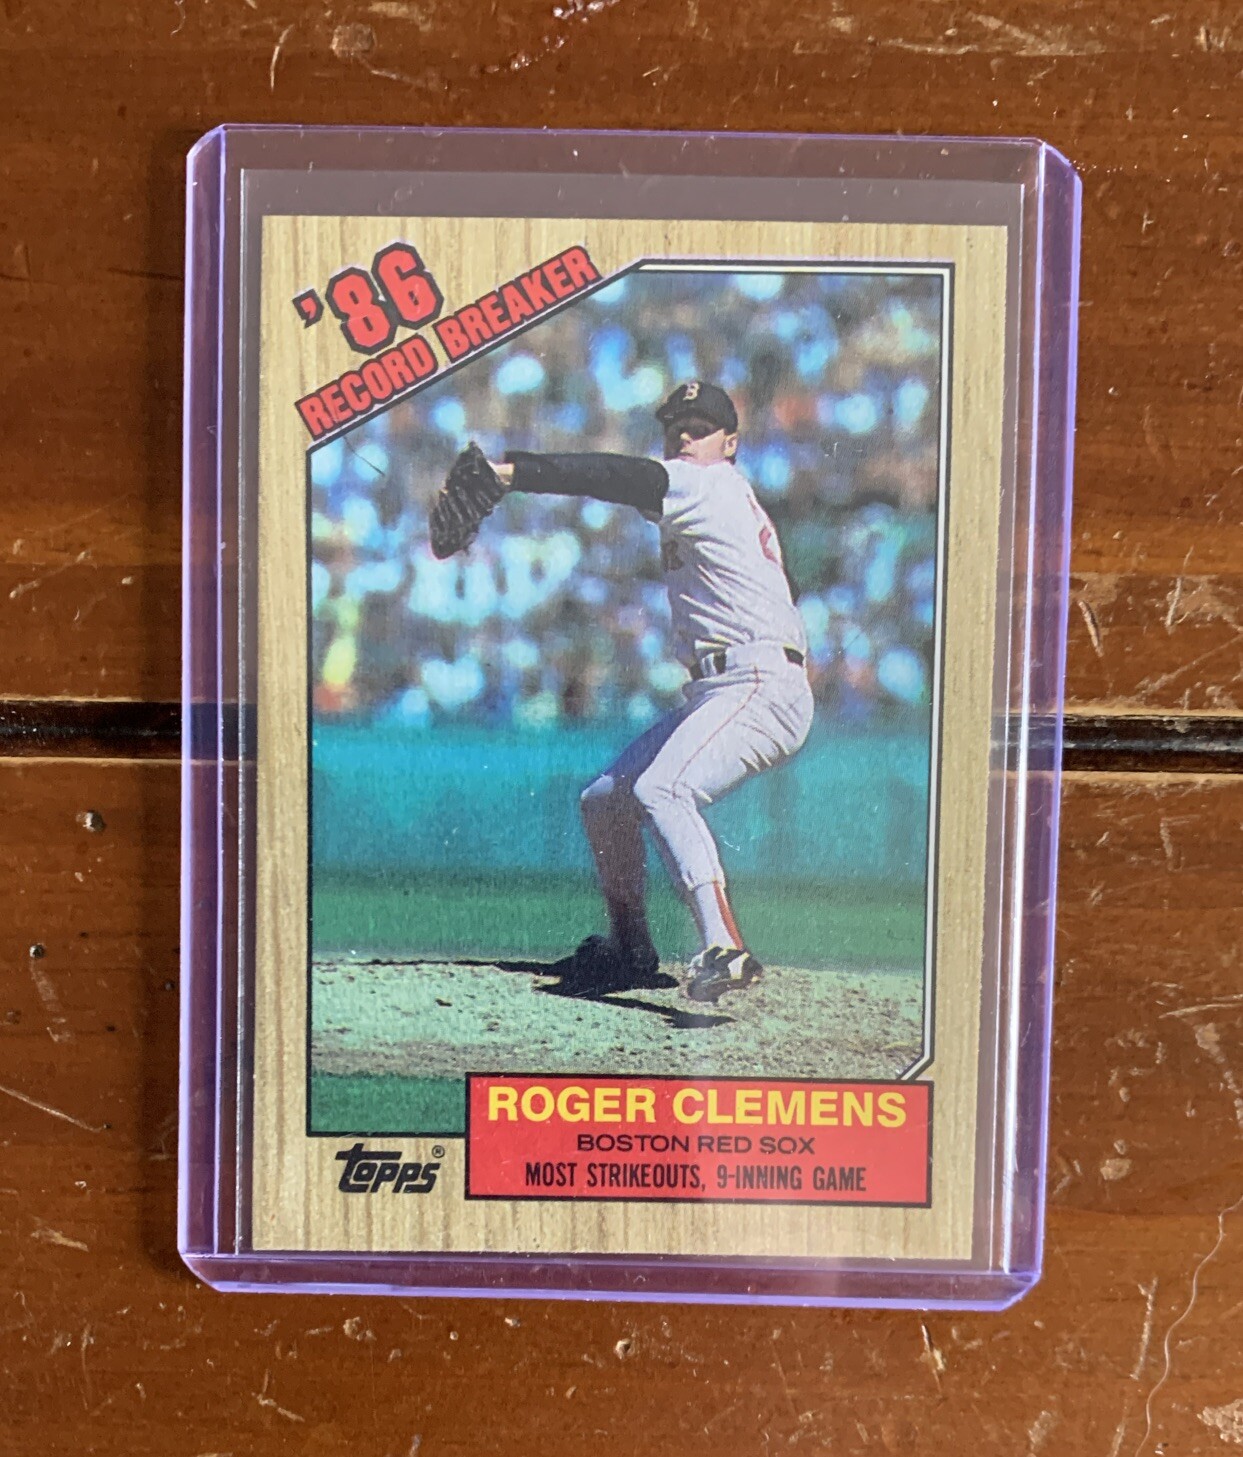 '86
RECORD BREAKER
B
ROGER CLEMENS
BOSTON RED SOX
MOST STRIKEOUTS, 9-INNING GAME
topps®